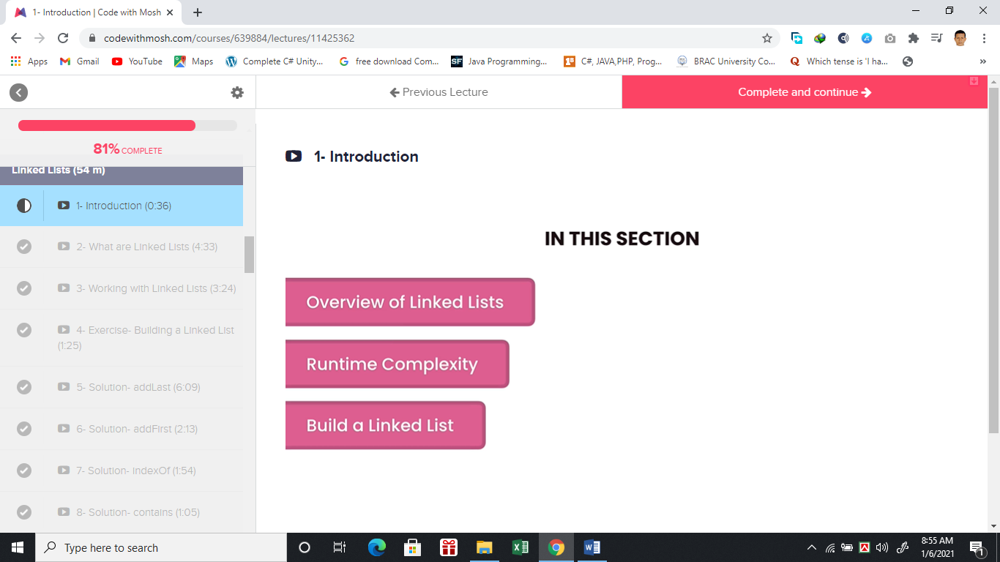 1- Introduction | Code with Mosh
codewithmosh.com/courses/639884/lectures/11425362
Apps
Gmail
YouTube
Maps
Complete C# Unity...
free download Com...
SF
Java Programming...
C#, JAVA,PHP, Prog...
BRAC University Co...
Which tense is 'I ha...
»
Previous Lecture
Complete and continue
81% COMPLETE
Linked Lists (54 m)
1- Introduction (0:36)
2- What are Linked Lists (4:33)
3- Working with Linked Lists (3:24)
4- Exercise- Building a Linked List
(1:25)
5- Solution- addLast (6:09)
6- Solution- addFirst (2:13)
7- Solution- indexOf (1:54)
8- Solution- contains (1:05)
1- Introduction
IN THIS SECTION
Overview of Linked Lists
Runtime Complexity
Build a Linked List
Type here to search
8:55 AM
1/6/2021
1